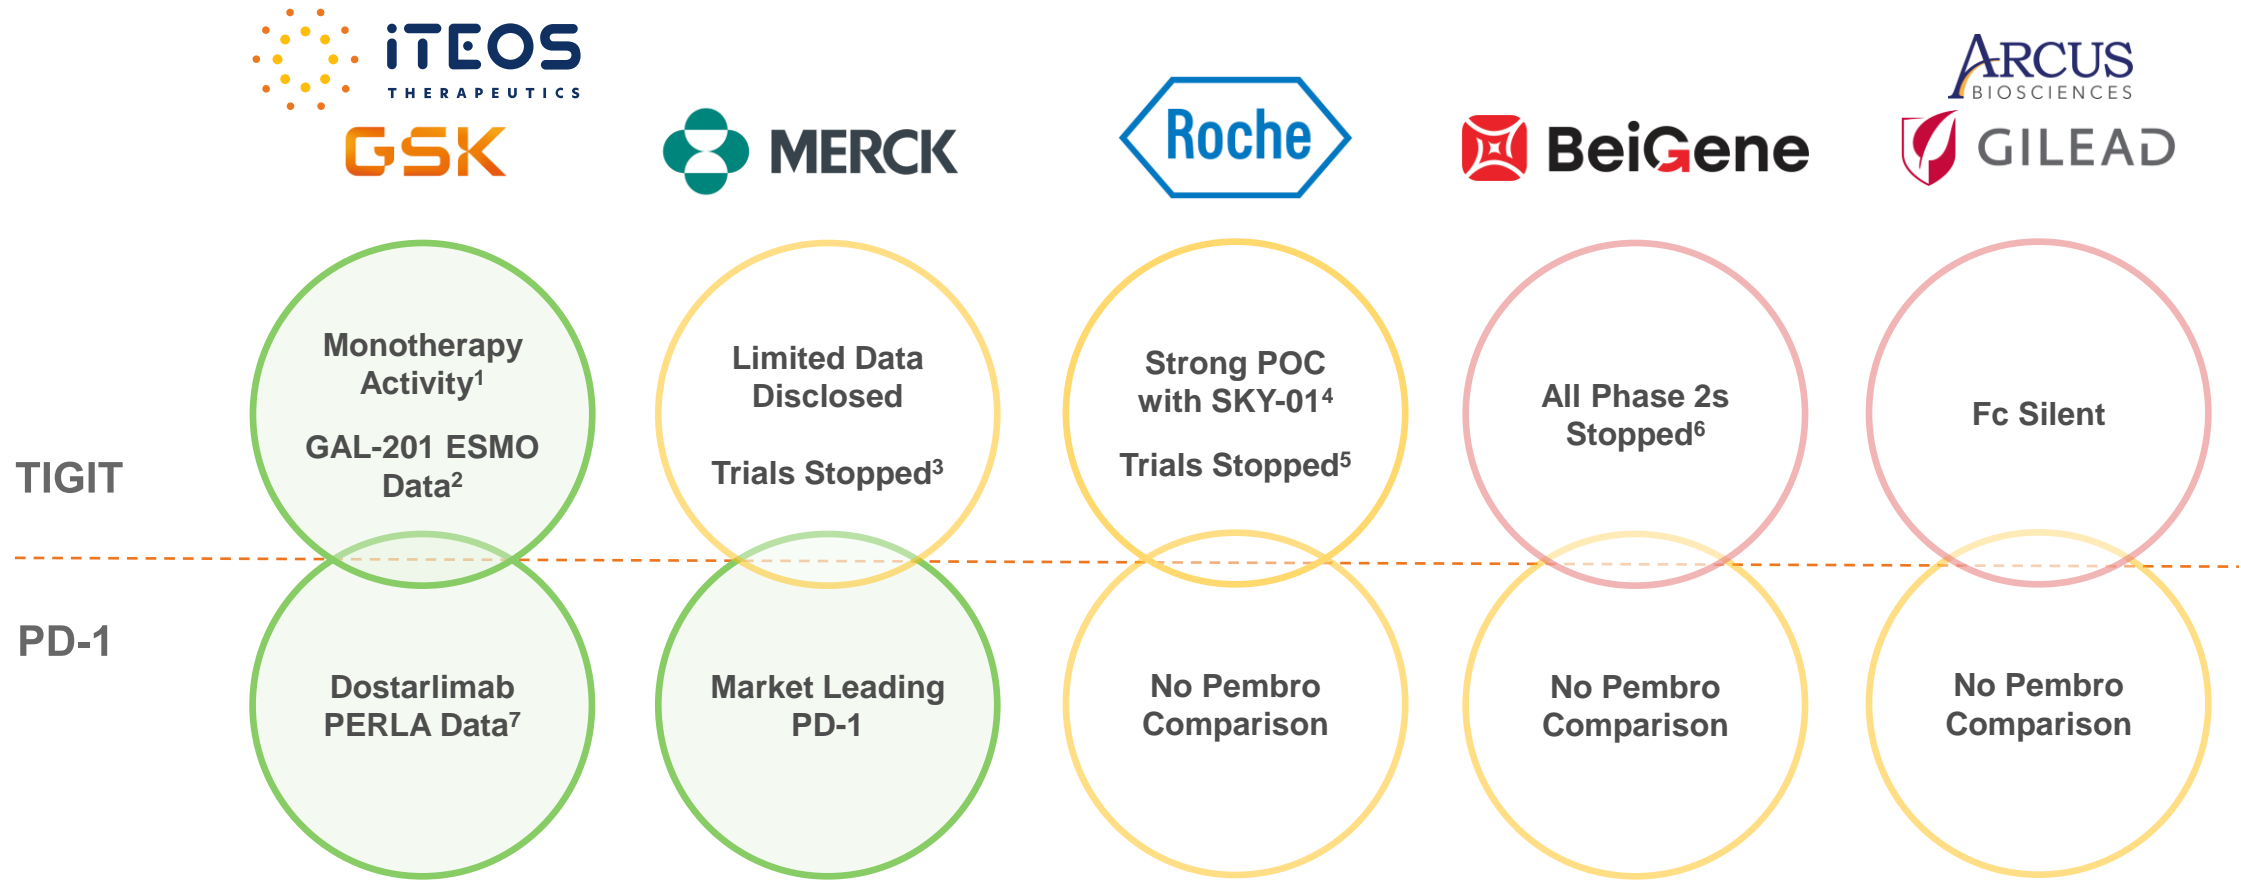 iTEOS
THERAPEUTICS
GSK
MERCK
Roche
BeiGene
ARCUS
BIOSCIENCES
GILEAD
TIGIT
Monotherapy
Activity1
GAL-201 ESMO
Data2
Limited Data
Disclosed
Trials Stopped3
Strong POC
with SKY-014
Trials Stopped5
All Phase 2s
Stopped6
Fc Silent
PD-1
Dostarlimab
PERLA Data7
Market Leading
PD-1
No Pembro
Comparison
No Pembro
Comparison
No Pembro
Comparison